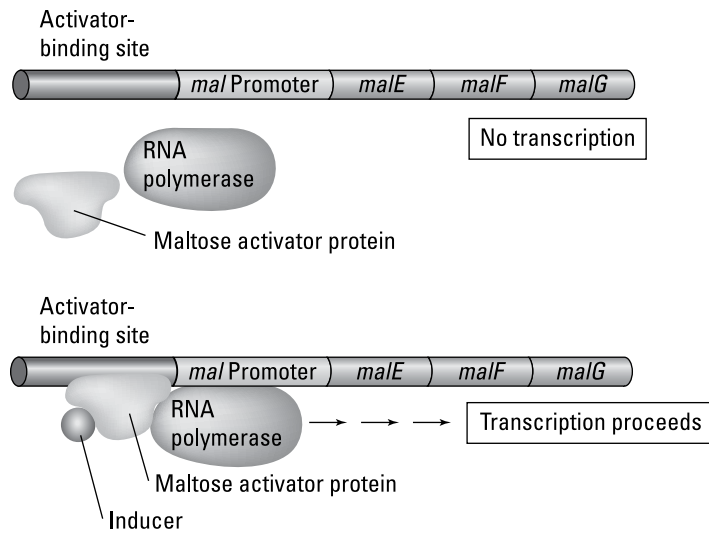 Activator-
binding site
mal Promoter malE malF malG
No transcription
RNA
polymerase
Maltose activator protein
Activator-
binding site
mal Promoter malE malF malG
RNA
polymerase
Transcription proceeds
Maltose activator protein
Inducer